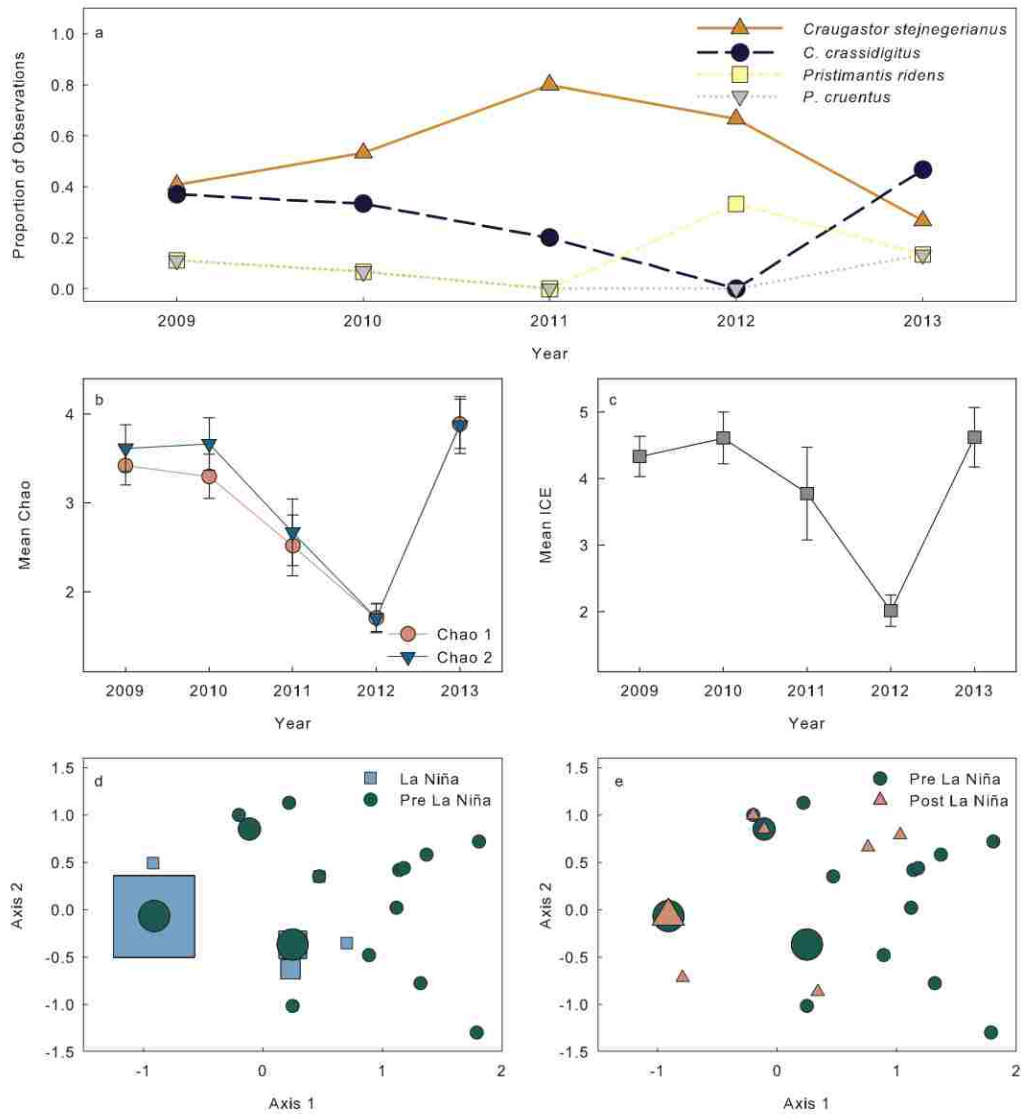 a
Craugastor stejnegerianus
C. crassidigitus
Pristimantis ridens
P. cruentus
Proportion of Observations
1.0
0.8
0.6
0.4
0.2
0.0
2009 2010 2011 2012 2013
Year
b
Mean Chao
4
3
2
Chao 1
Chao 2
2009 2010 2011 2012 2013
Year
c
Mean ICE
5
4
3
2
2009 2010 2011 2012 2013
Year
d
La Niña
Pre La Niña
Axis 2
1.5
1.0
0.5
0.0
-0.5
-1.0
-1.5
-1 0 1 2
Axis 1
e
Pre La Niña
Post La Niña
Axis 2
1.5
1.0
0.5
0.0
-0.5
-1.0
-1.5
-1 0 1 2
Axis 1